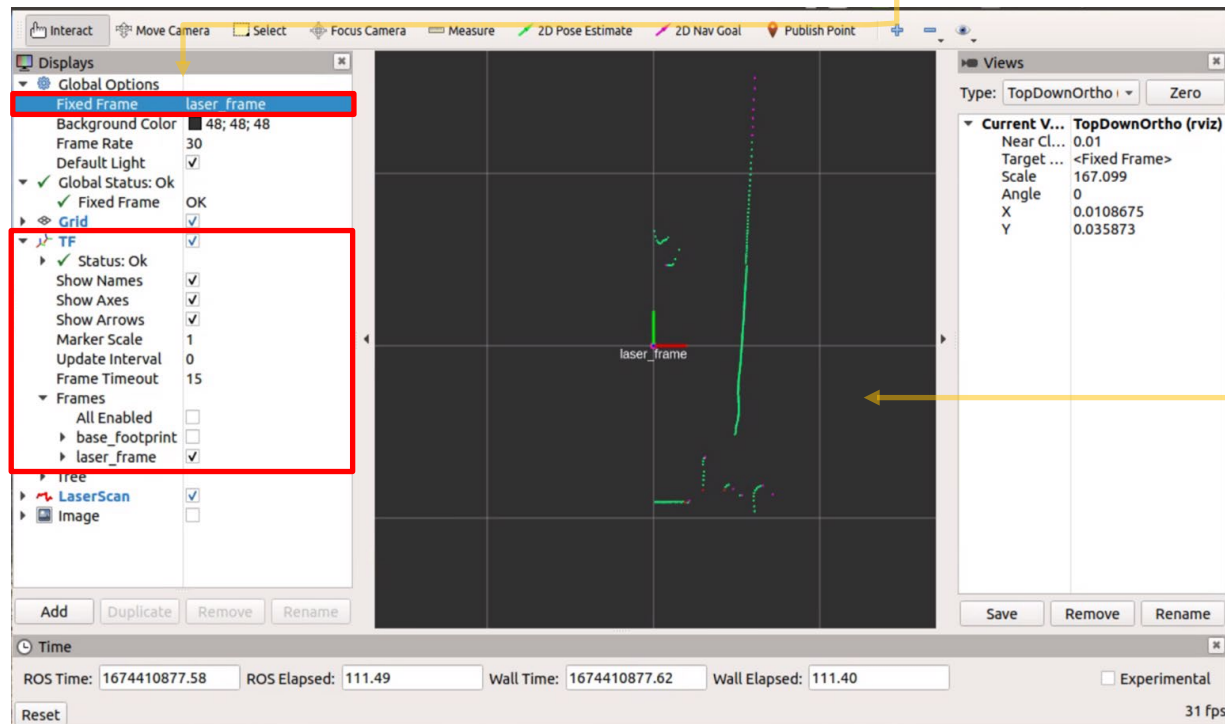 Interact Move Camera Select Focus Camera Measure 2D Pose Estimate 2D Nav Goal Publish Point
Displays
Global Options
Fixed Frame laser_frame
Background Color 48; 48; 48
Frame Rate 30
Default Light
Global Status: Ok
Fixed Frame OK
Grid
TF
Status: Ok
Show Names
Show Axes
Show Arrows
Marker Scale 1
Update Interval 0
Frame Timeout 15
Frames
All Enabled
base_footprint
laser_frame
Tree
LaserScan
Image
Add Duplicate Remove Rename
laser_frame
Views
Type: TopDownOrtho ( Zero
Current V... TopDownOrtho (rviz)
Near Cl... 0.01
Target ... <Fixed Frame>
Scale 167.099
Angle 0
X 0.0108675
Y 0.035873
Save Remove Rename
Time
ROS Time: 1674410877.58 ROS Elapsed: 111.49 Wall Time: 1674410877.62 Wall Elapsed: 111.40 Experimental
Reset 31 fps